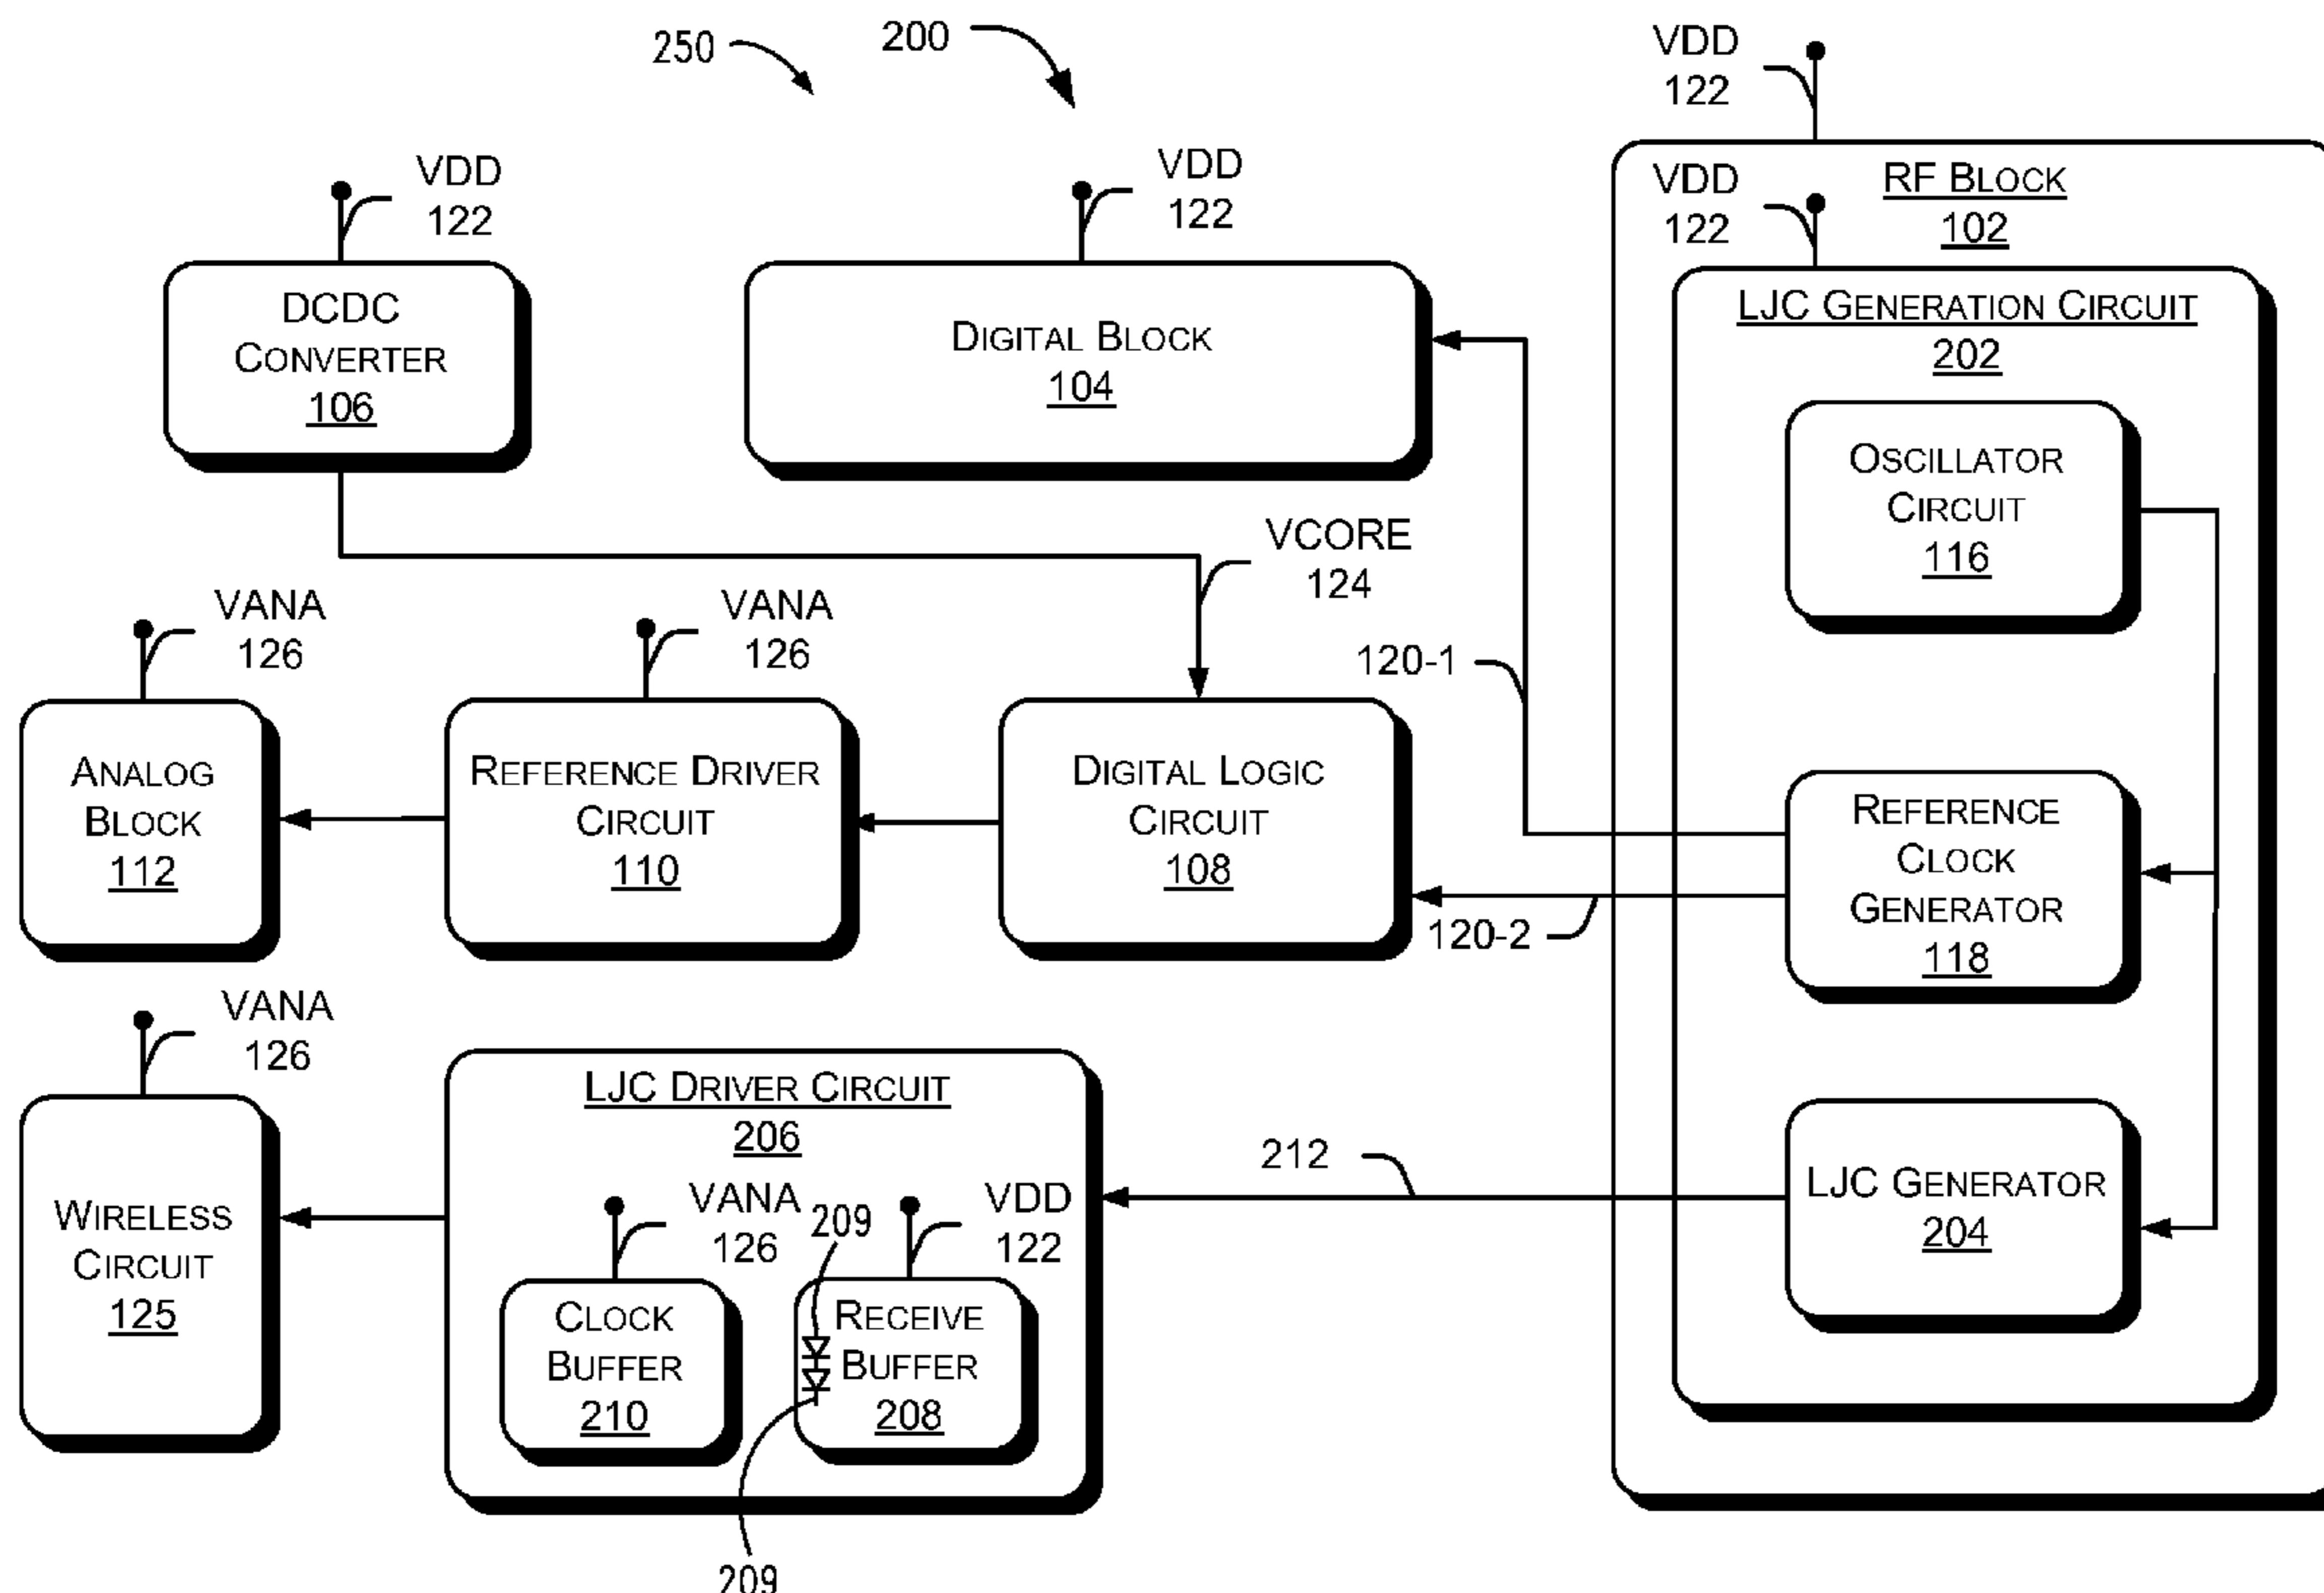 250
200
VDD
122
VDD
122
VDD
122
VDD
122
RF BLOCK
102
LJC GENERATION CIRCUIT
202
DCDC
CONVERTER
106
DIGITAL BLOCK
104
OSCILLATOR
CIRCUIT
116
VCORE
124
VANA
126
VANA
126
120-1
ANALOG
BLOCK
112
REFERENCE DRIVER
CIRCUIT
110
DIGITAL LOGIC
CIRCUIT
108
120-2
REFERENCE
CLOCK
GENERATOR
118
VANA
126
WIRELESS
CIRCUIT
125
LJC DRIVER CIRCUIT
206
VANA
126
209
VDD
122
CLOCK
BUFFER
210
RECEIVE
BUFFER
208
209
212
LJC GENERATOR
204